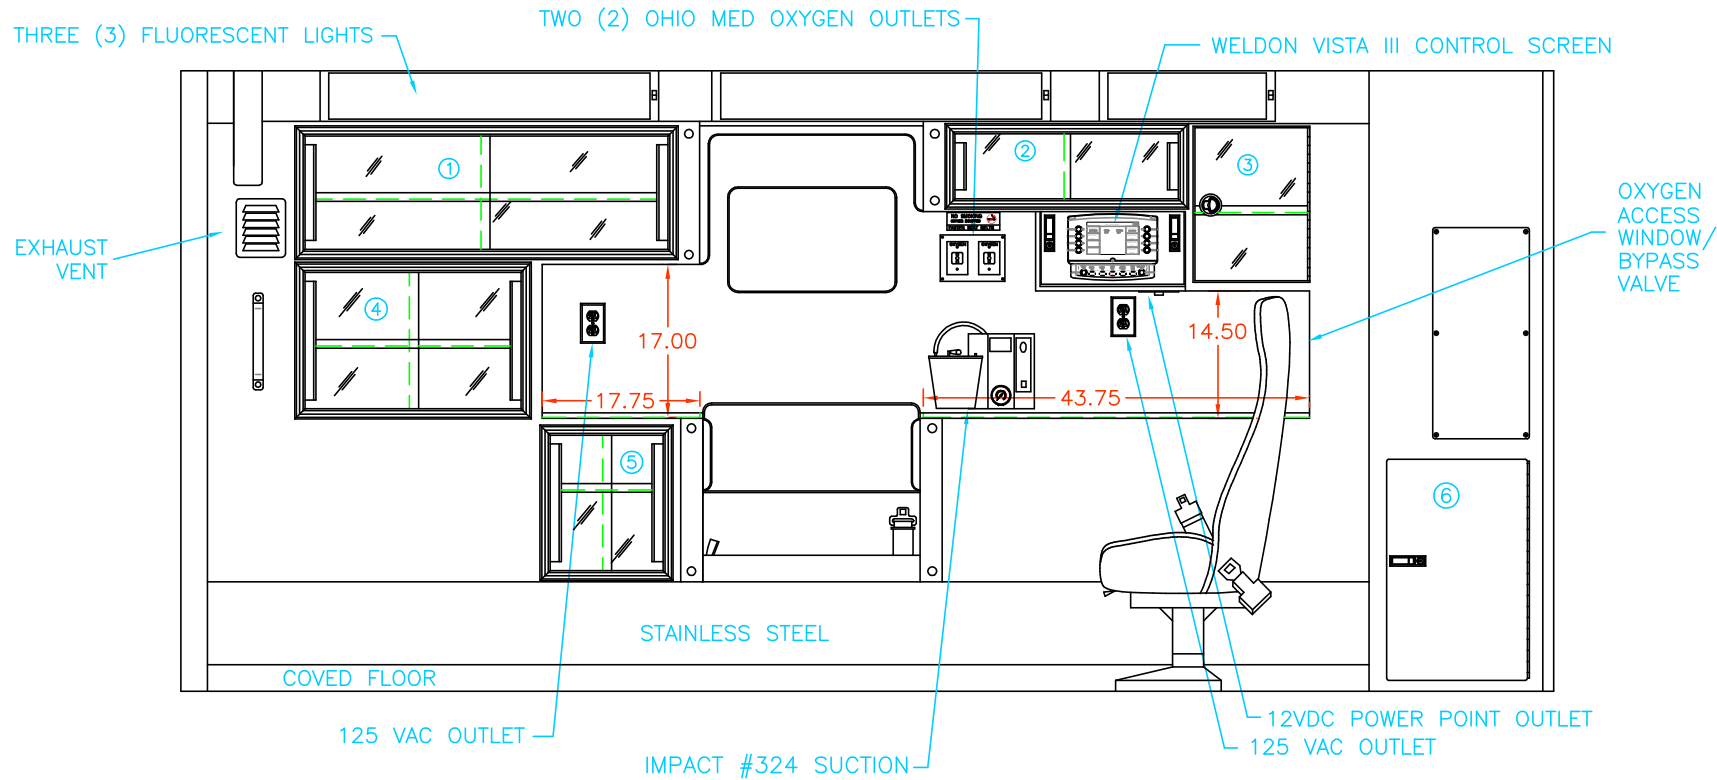 TWO (2) OHIO MED OXYGEN OUTLETS
THREE (3) FLUORESCENT LIGHTS
WELDON VISTA III CONTROL SCREEN
1
2
3
OXYGEN
ACCESS
WINDOW/
BYPASS
VALVE
NO SMOKING
EXHAUST
VENT
4
17.00
14.50
17.75
43.75
5
6
STAINLESS STEEL
COVED FLOOR
12VDC POWER POINT OUTLET
125 VAC OUTLET
125 VAC OUTLET
IMPACT #324 SUCTION